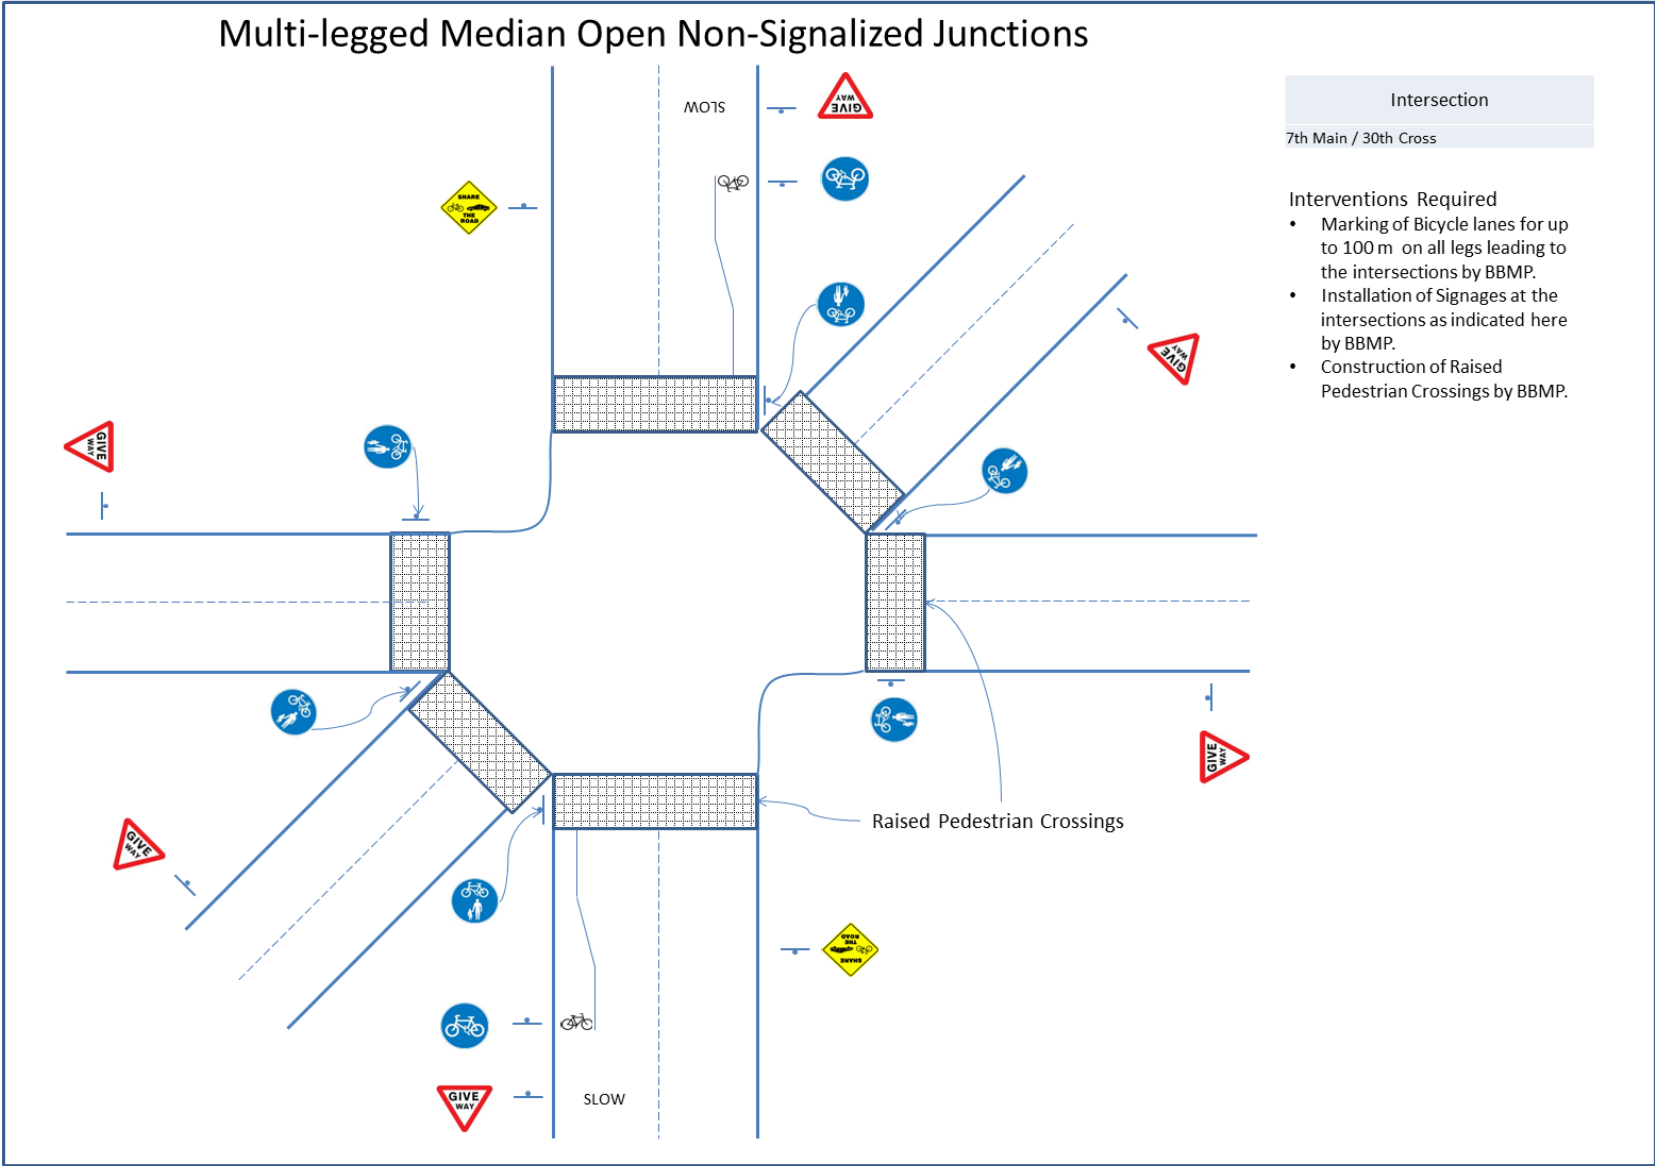 Multi-legged Median Open Non-Signalized Junctions
SLOW
GIVE
WAY
Intersection
7th Main / 30th Cross
SHARE
THE
ROAD
Interventions Required
• Marking of Bicycle lanes for up
to 100 m on all legs leading to
the intersections by BBMP.
• Installation of Signages at the
intersections as indicated here
by BBMP.
• Construction of Raised
Pedestrian Crossings by BBMP.
GIVE
WAY
GIVE
WAY
GIVE
WAY
Raised Pedestrian Crossings
GIVE
WAY
SHARE
THE
ROAD
GIVE
WAY
SLOW